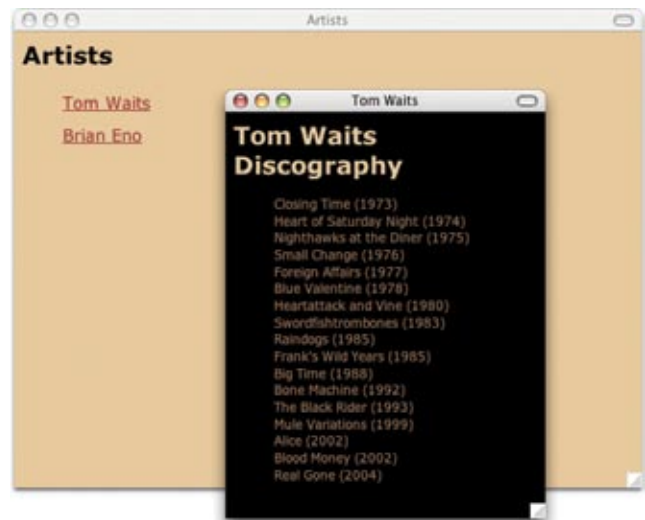 Artists
Artists
Tom Waits
Brian Eno
Tom Waits
Tom Waits
Discography
Closing Time (1973)
Heart of Saturday Night (1974)
Nighthawks at the Diner (1975)
Small Change (1976)
Foreign Affairs (1977)
Blue Valentine (1978)
Heartattack and Vine (1980)
Swordfishtrombones (1983)
Raindogs (1985)
Frank's Wild Years (1985)
Big Time (1988)
Bone Machine (1992)
The Black Rider (1993)
Mule Variations (1999)
Alice (2002)
Blood Money (2002)
Real Gone (2004)